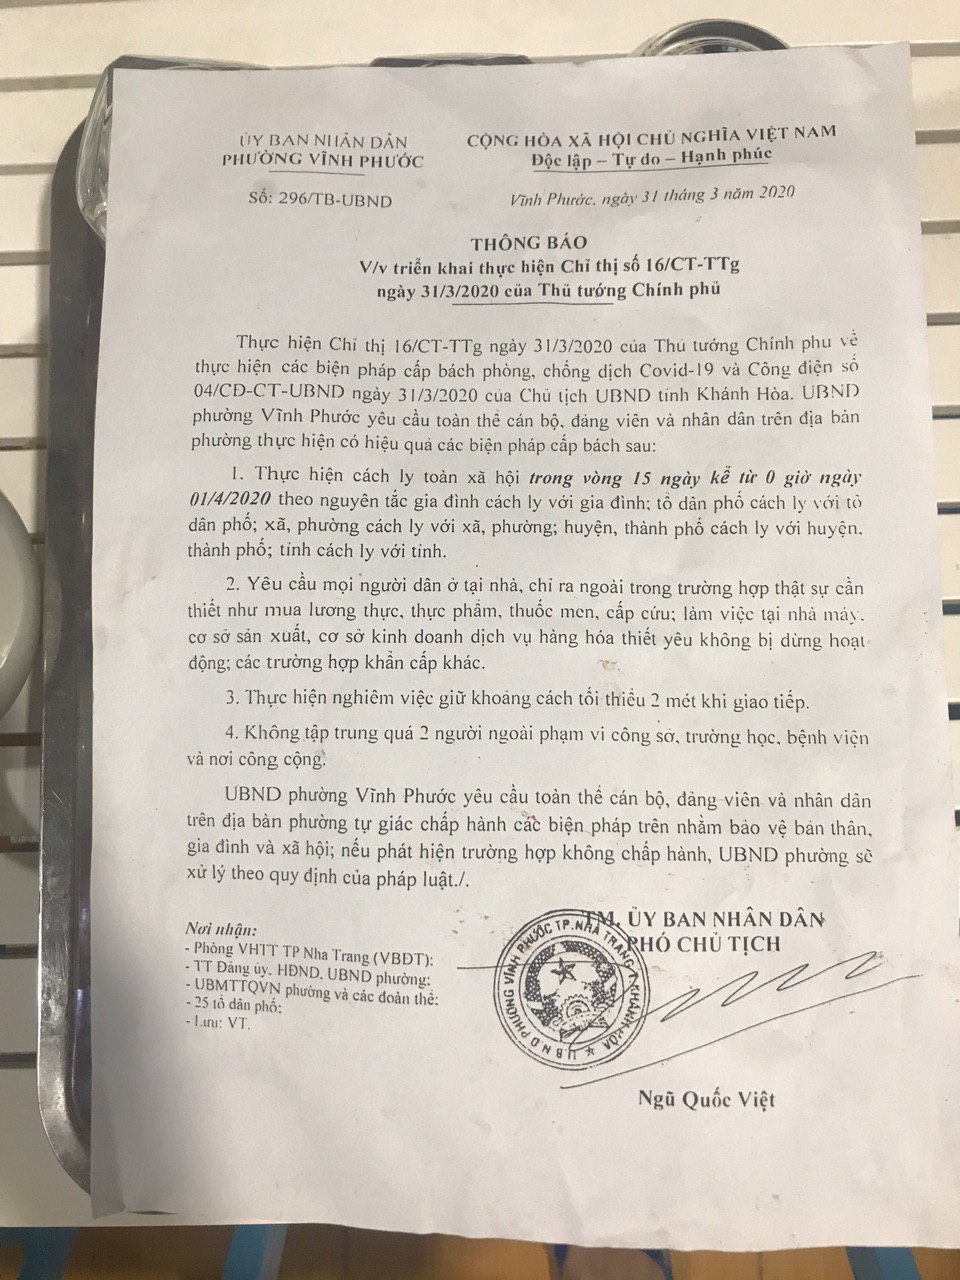 ỦY BAN NHÂN DÂN
PHƯỜNG VĨNH PHƯỚC
Số: 296/TB-UBND
CỘNG HÒA XÃ HỘI CHỦ NGHĨA VIỆT NAM
Độc lập – Tự do – Hạnh phúc
Vĩnh Phước, ngày 31 tháng 3 năm 2020
THÔNG BÁO
V/v triển khai thực hiện Chỉ thị số 16/CT-TTg
ngày 31/3/2020 của Thủ tướng Chính phủ
Thực hiện Chỉ thị 16/CT-TTg ngày 31/3/2020 của Thủ tướng Chính phu về
thực hiện các biện pháp cấp bách phòng, chống dịch Covid-19 và Công điện số
04/CĐ-CT-UBND ngày 31/3/2020 của Chủ tịch UBND tỉnh Khánh Hòa. UBND
phường Vĩnh Phước yêu cầu toàn thể cán bộ, đảng viên và nhân dân trên địa bàn
phường thực hiện có hiệu quả các biện pháp cấp bách sau:
1. Thực hiện cách ly toàn xã hội trong vòng 15 ngày kể từ 0 giờ ngày
01/4/2020 theo nguyên tắc gia đình cách ly với gia đình; tổ dân phố cách ly với tổ
dân phố; xã, phường cách ly với xã, phường; huyện, thành phố cách ly với huyện,
thành phố; tỉnh cách ly với tỉnh.
2. Yêu cầu mọi người dân ở tại nhà, chỉ ra ngoài trong trường hợp thật sự cần
thiết như mua lương thực, thực phẩm, thuốc men, cấp cứu; làm việc tại nhà máy,
cơ sở sản xuất, cơ sở kinh doanh dịch vụ hàng hóa thiết yêu không bị dừng hoạt
động; các trường hợp khẩn cấp khác.
3. Thực hiện nghiêm việc giữ khoảng cách tối thiểu 2 mét khi giao tiếp.
4. Không tập trung quá 2 người ngoài phạm vi công sở, trường học, bệnh viện
và nơi công cộng.
UBND phường Vĩnh Phước yêu cầu toàn thể cán bộ, đảng viên và nhân dân
trên địa bàn phường tự giác chấp hành các biện pháp trên nhằm bảo vệ bản thân,
gia đình và xã hội; nếu phát hiện trường hợp không chấp hành, UBND phường sẽ
xử lý theo quy định của pháp luật./.
Nơi nhận:
- Phòng VHTT TP Nha Trang (VBĐT);
- TT Đảng ủy, HĐND, UBND phường;
- UBMTTQVN phường và các đoàn thể;
- 25 tổ dân phố;
- Lưu: VT.
TM. ỦY BAN NHÂN DÂN
PHÓ CHỦ TỊCH
U.B.N.D PHƯỜNG VĨNH PHƯỚC TP.NHA TRANG T.KHÁNH HÒA
Ngũ Quốc Việt